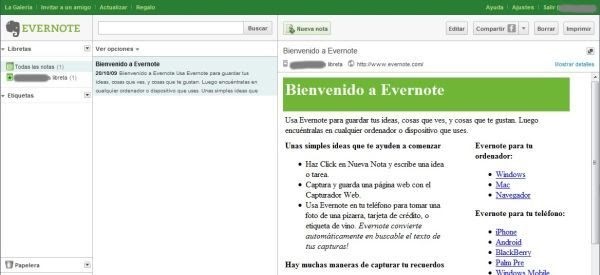 La Galería | Invitar a un amigo | Actualizar | Regalo
Ayuda | Ajustes | Salir
EVERNOTE
Buscar
Nueva nota
Editar
Compartir
Borrar
Imprimir
Libretas
Todas las notas (1)
libreta (1)
Etiquetas
Papelera
Ver opciones
Bienvenido a Evernote
20/10/09 Bienvenido a Evernote Usa Evernote para guardar tus
ideas, cosas que ves, y cosas que te gustan. Luego
encuéntralas en cualquier ordenador o dispositivo que
uses. Unas simples ideas que
Bienvenido a Evernote
libreta
http://www.evernote.com/
Mostrar detalles
Bienvenido a Evernote
Usa Evernote para guardar tus ideas, cosas que ves, y cosas que te gustan. Luego
encuéntralas en cualquier ordenador o dispositivo que uses.
Unas simples ideas que te ayuden a comenzar
Haz Click en Nueva Nota y escribe una idea
o tarea.
Captura y guarda una página web con el
Capturador Web.
Usa Evernote en tu teléfono para tomar una
foto de una pizarra, tarjeta de crédito, o
etiqueta de vino. Evernote convierte
automáticamente en buscable el texto de
tus capturas!
Hay muchas maneras de capturar tu recuerdos
Evernote para tu
ordenador:
Windows
Mac
Navegador
Evernote para tu teléfono:
iPhone
Android
BlackBerry
Palm Pre
Windows Mobile